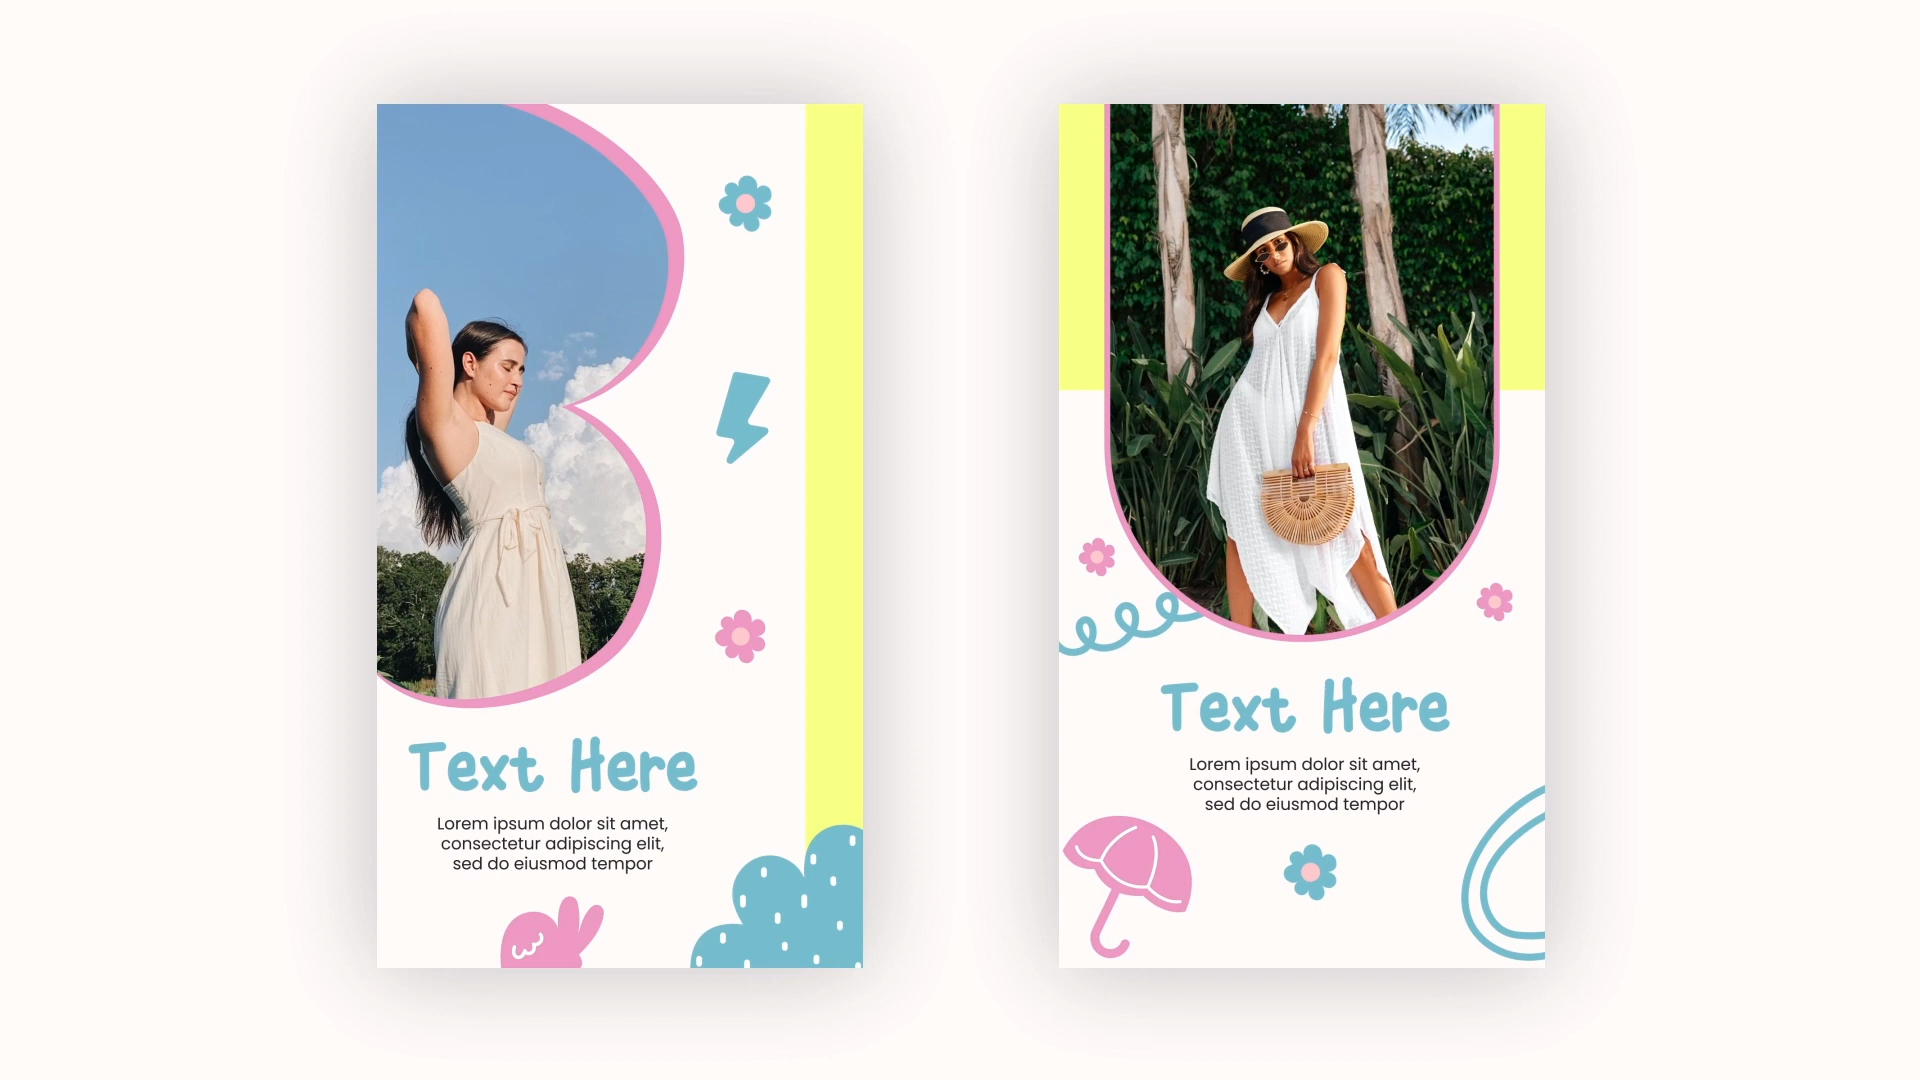 Text Here
Lorem ipsum dolor sit amet,
consectetur adipiscing elit,
sed do eiusmod tempor
Text Here
Lorem ipsum dolor sit amet,
consectetur adipiscing elit,
sed do eiusmod tempor